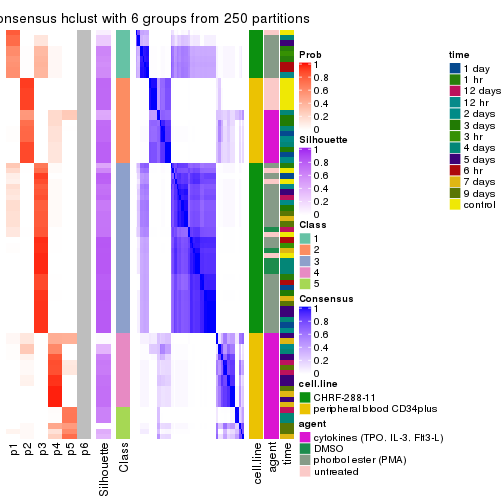 onsensus hclust with 6 groups from 250 partitions
Prob
1
0.8
0.6
0.4
0.2
0
Silhouette
1
0.8
0.6
0.4
0.2
0
Class
1
2
3
4
5
Consensus
1
0.8
0.6
0.4
0.2
0
cell.line
CHRF-288-11
peripheral blood CD34plus
agent
cytokines (TPO, IL-3, Flt3-L)
DMSO
phorbol ester (PMA)
untreated
time
1 day
1 hr
12 days
12 hr
2 days
3 days
3 hr
4 days
5 days
6 hr
7 days
9 days
control
p1
p2
p3
p4
p5
p6
Silhouette
Class
cell.line
agent
time